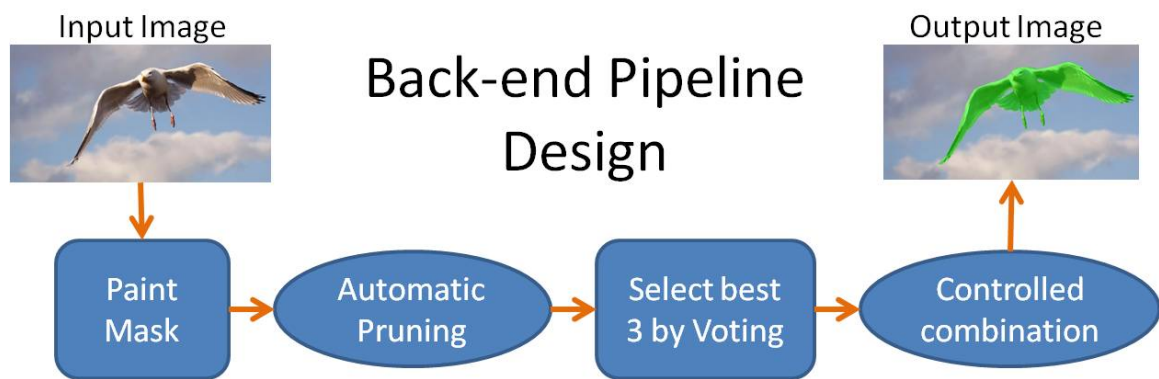 Input Image
Back-end Pipeline
Design
Output Image
Paint
Mask
Automatic
Pruning
Select best
3 by Voting
Controlled
combination